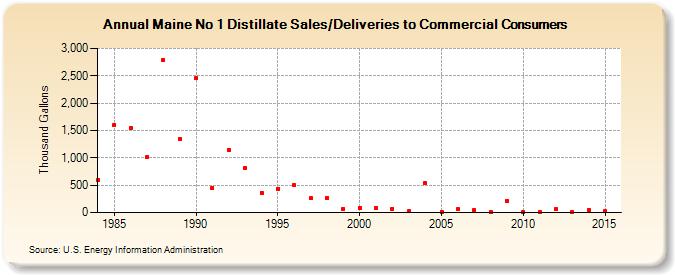 Annual Maine No 1 Distillate Sales/Deliveries to Commercial Consumers
Thousand Gallons
3,000
2,500
2,000
1,500
1,000
500
0
1985 1990 1995 2000 2005 2010 2015
Source: U.S. Energy Information Administration